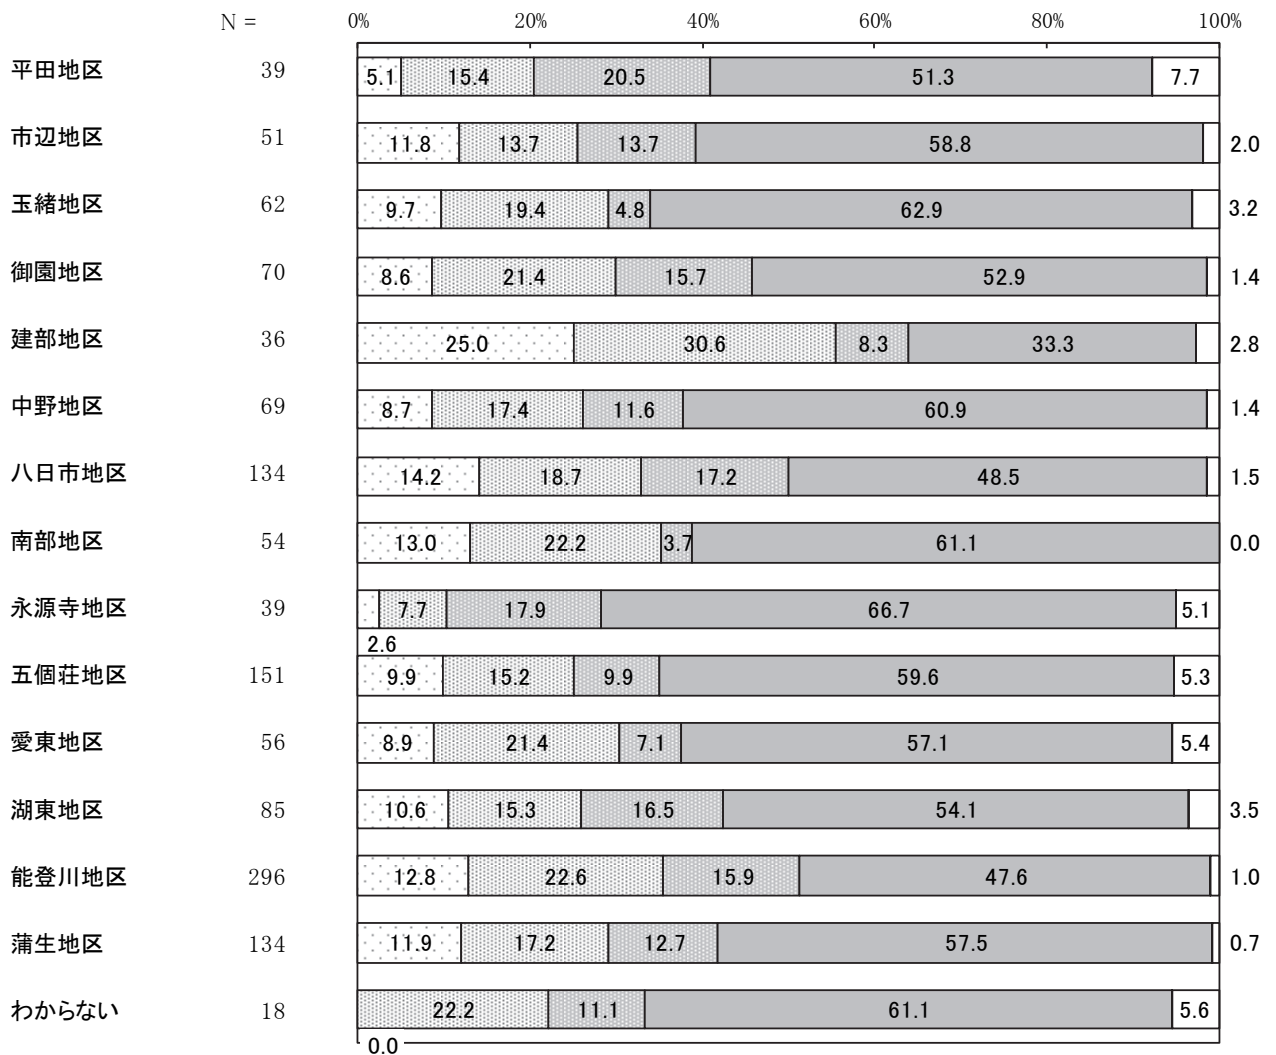 N = 0% 20% 40% 60% 80% 100%
平田地区 39 5.1 15.4 20.5 51.3 7.7
市辺地区 51 11.8 13.7 13.7 58.8 2.0
玉緒地区 62 9.7 19.4 4.8 62.9 3.2
御園地区 70 8.6 21.4 15.7 52.9 1.4
建部地区 36 25.0 30.6 8.3 33.3 2.8
中野地区 69 8.7 17.4 11.6 60.9 1.4
八日市地区 134 14.2 18.7 17.2 48.5 1.5
南部地区 54 13.0 22.2 3.7 61.1 0.0
永源寺地区 39 7.7 17.9 66.7 5.1
2.6
五個荘地区 151 9.9 15.2 9.9 59.6 5.3
愛東地区 56 8.9 21.4 7.1 57.1 5.4
湖東地区 85 10.6 15.3 16.5 54.1 3.5
能登川地区 296 12.8 22.6 15.9 47.6 1.0
蒲生地区 134 11.9 17.2 12.7 57.5 0.7
わからない 18 22.2 11.1 61.1 5.6
0.0